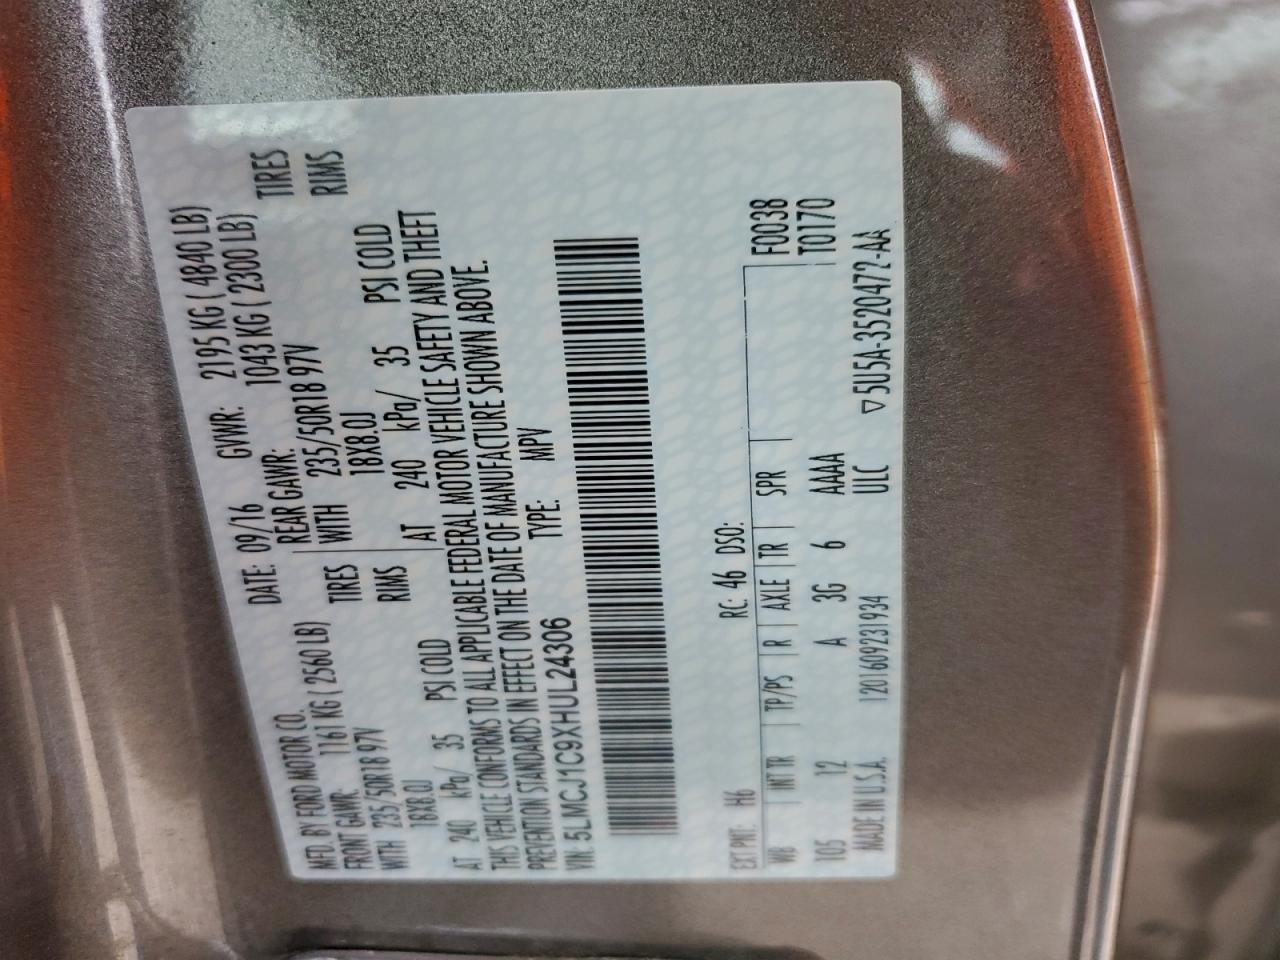 MFD. BY FORD MOTOR CO.
DATE: 09/16 GVWR: 2195 KG ( 4840 LB)
FRONT GAWR: 1161 KG ( 2560 LB) REAR GAWR: 1043 KG ( 2300 LB)
WITH 235/50R18 97V TIRES WITH 235/50R18 97V TIRES
18X8.0J RIMS 18X8.0J RIMS
AT 240 kPa/ 35 PSI COLD AT 240 kPa/ 35 PSI COLD
THIS VEHICLE CONFORMS TO ALL APPLICABLE FEDERAL MOTOR VEHICLE SAFETY AND THEFT
PREVENTION STANDARDS IN EFFECT ON THE DATE OF MANUFACTURE SHOWN ABOVE.
VIN: 5LMCJ1C9XHUL24306 TYPE: MPV
EXT PNT: H6 RC: 46 DSO: F0038
WB INT TR TP/PS R AXLE TR SPR T0170
105 12 A 3G 6 AAAA
MADE IN U.S.A. 1201609231934 ULC ▽5U5A-3520472-AA